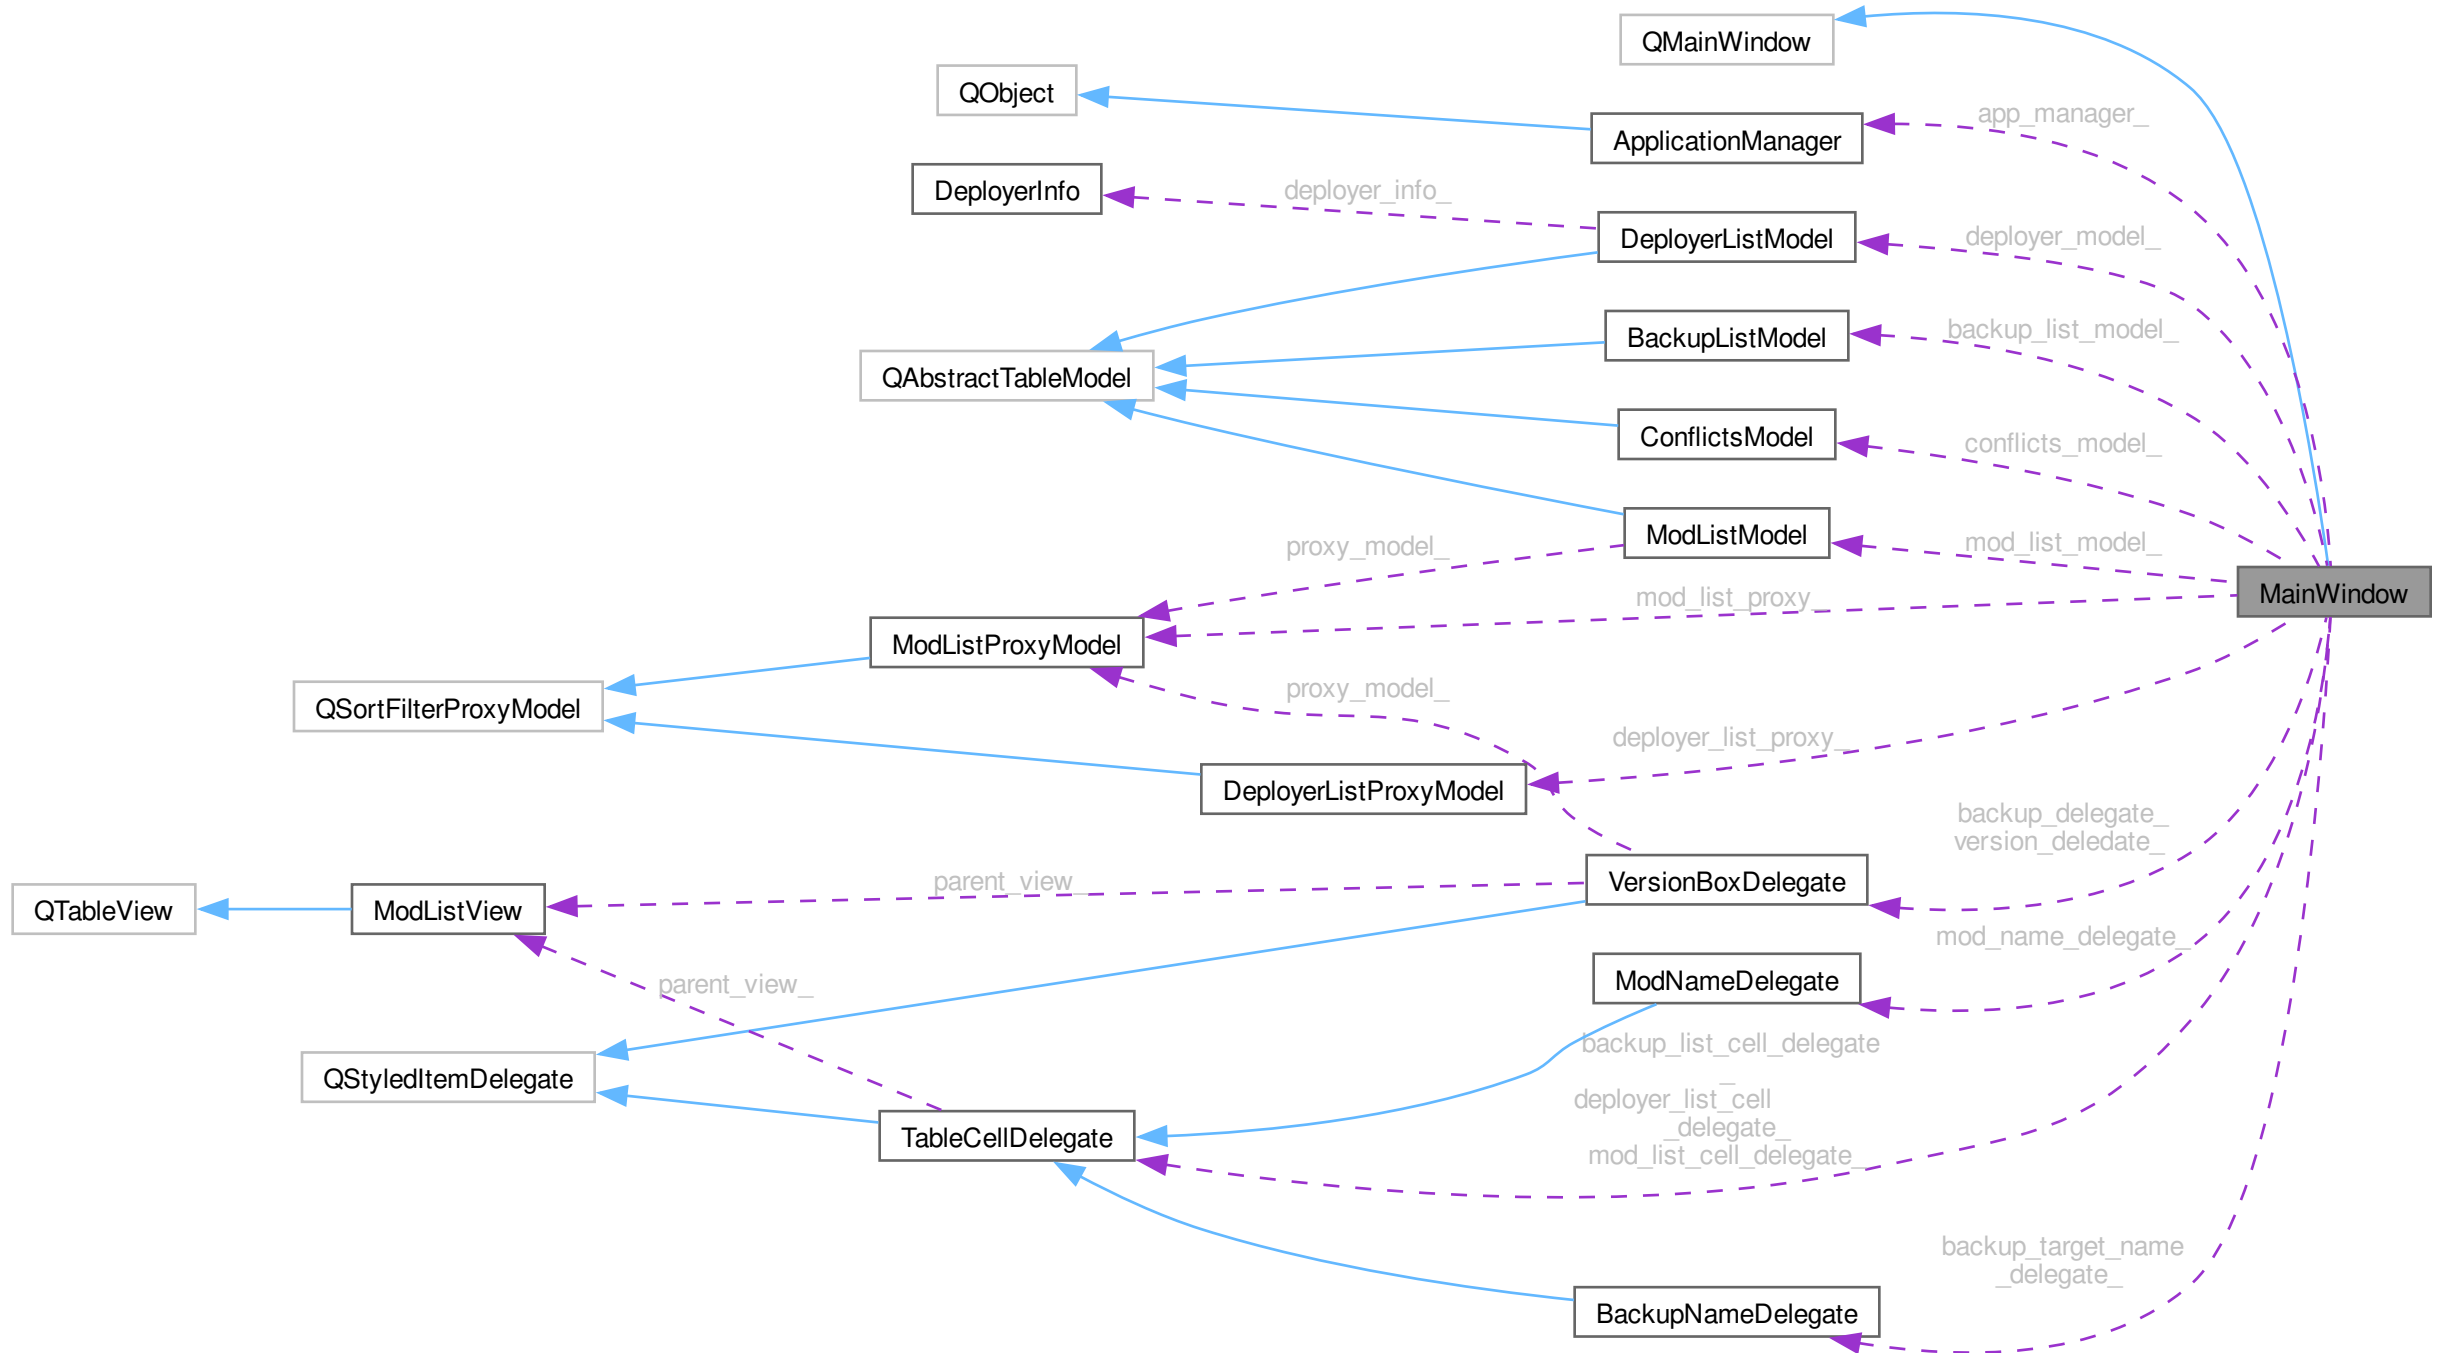 QMainWindow
QObject
app_manager_
ApplicationManager
DeployerInfo
deployer_info_
DeployerListModel
deployer_model_
BackupListModel
backup_list_model_
QAbstractTableModel
ConflictsModel
conflicts_model_
ModListModel
mod_list_model_
proxy_model_
MainWindow
mod_list_proxy_
ModListProxyModel
proxy_model_
QSortFilterProxyModel
deployer_list_proxy_
DeployerListProxyModel
backup_delegate_
version_deledate_
VersionBoxDelegate
parent_view_
QTableView
ModListView
mod_name_delegate_
ModNameDelegate
parent_view_
backup_list_cell_delegate
_
QStyledItemDelegate
deployer_list_cell
_delegate_
TableCellDelegate
mod_list_cell_delegate_
backup_target_name
_delegate_
BackupNameDelegate